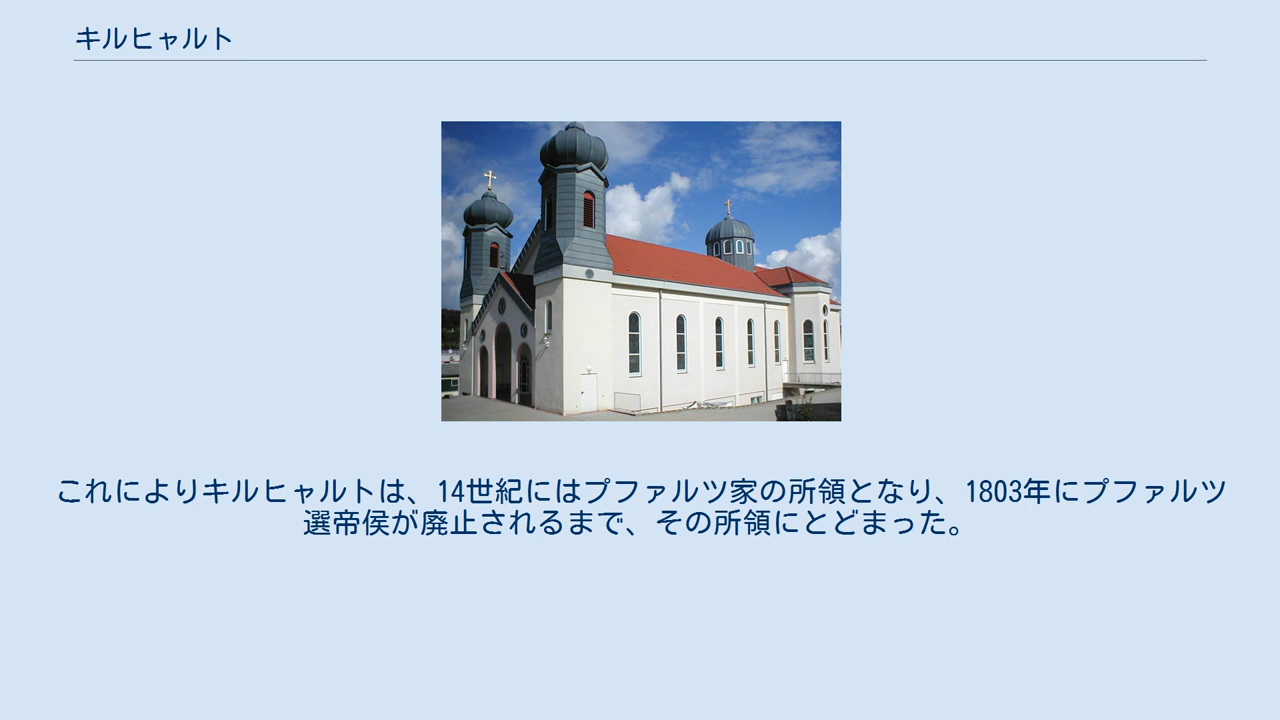 キルヒャルト
これによりキルヒャルトは、14世紀にはプファルツ家の所領となり、1803年にプファルツ
選帝侯が廃止されるまで、その所領にとどまった。